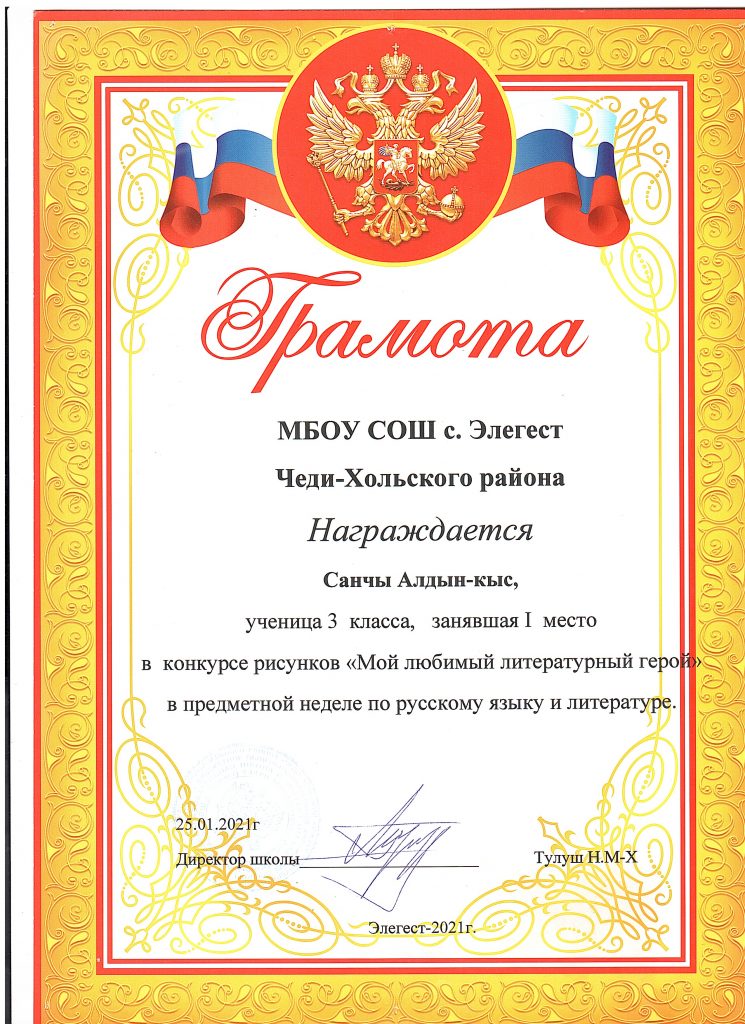 Грамота
МБОУ СОШ с. Элегест
Чеди-Хольского района
Награждается
Санчы Алдын-кыс,
ученица 3 класса, занявшая I место
в конкурсе рисунков «Мой любимый литературный герой»
в предметной неделе по русскому языку и литературе.
25.01.2021г
Директор школы Тулуш Н.М-Х
Элегест-2021г.